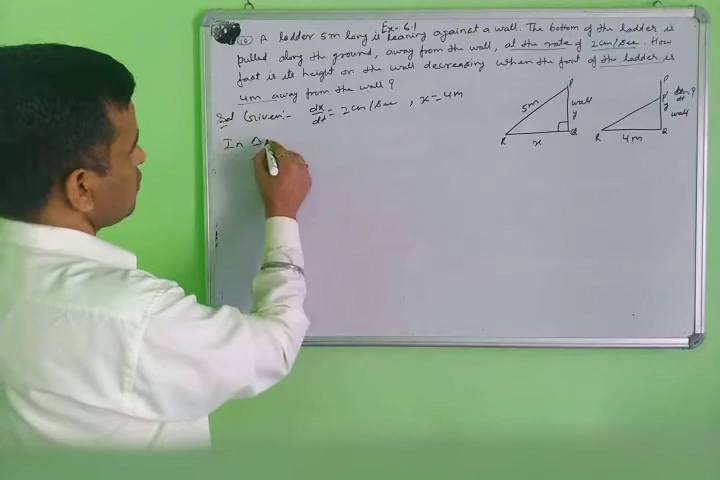 Ex-6.1
10. A ladder 5m long is leaning against a wall. The bottom of the ladder is
pulled along the ground, away from the wall, at the rate of 2cm/sec. How
fast is its height on the wall decreasing when the foot of the ladder is
4m away from the wall?
Sol Given:- dx/dt = 2cm/sec, x=4m
In Δ
P
5m
wall
y
R
x
Q
P
P'
dy/dt = ?
y
wall
R
4m
Q